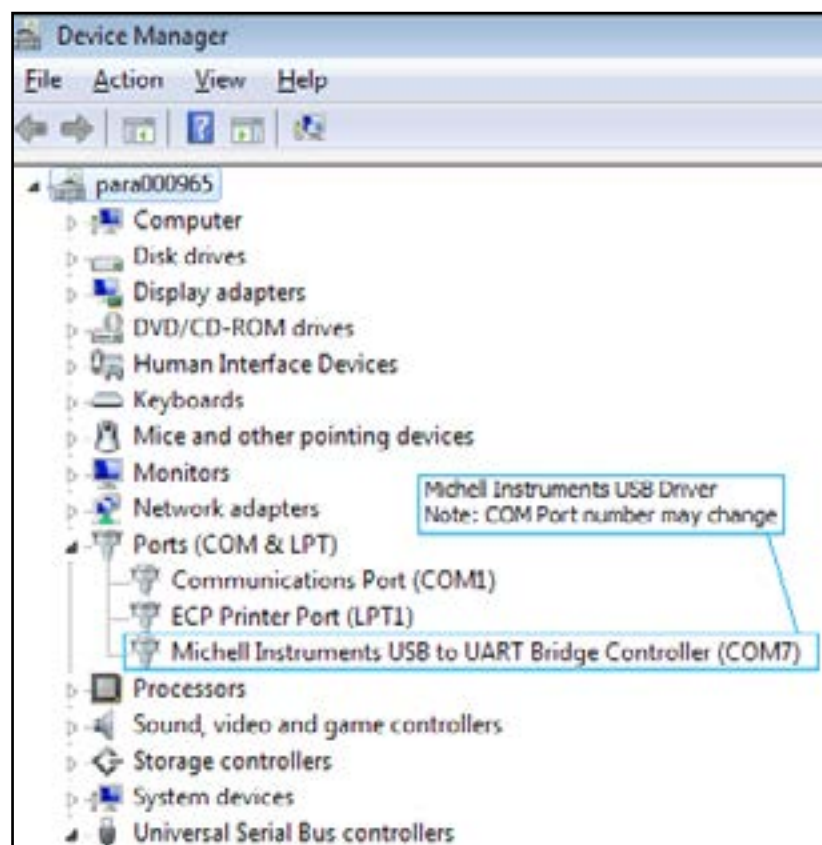 Device Manager
File Action View Help
para000965
Computer
Disk drives
Display adapters
DVD/CD-ROM drives
Human Interface Devices
Keyboards
Mice and other pointing devices
Monitors
Network adapters
Michell Instruments USB Driver
Note: COM Port number may change
Ports (COM & LPT)
Communications Port (COM1)
ECP Printer Port (LPT1)
Michell Instruments USB to UART Bridge Controller (COM7)
Processors
Sound, video and game controllers
Storage controllers
System devices
Universal Serial Bus controllers